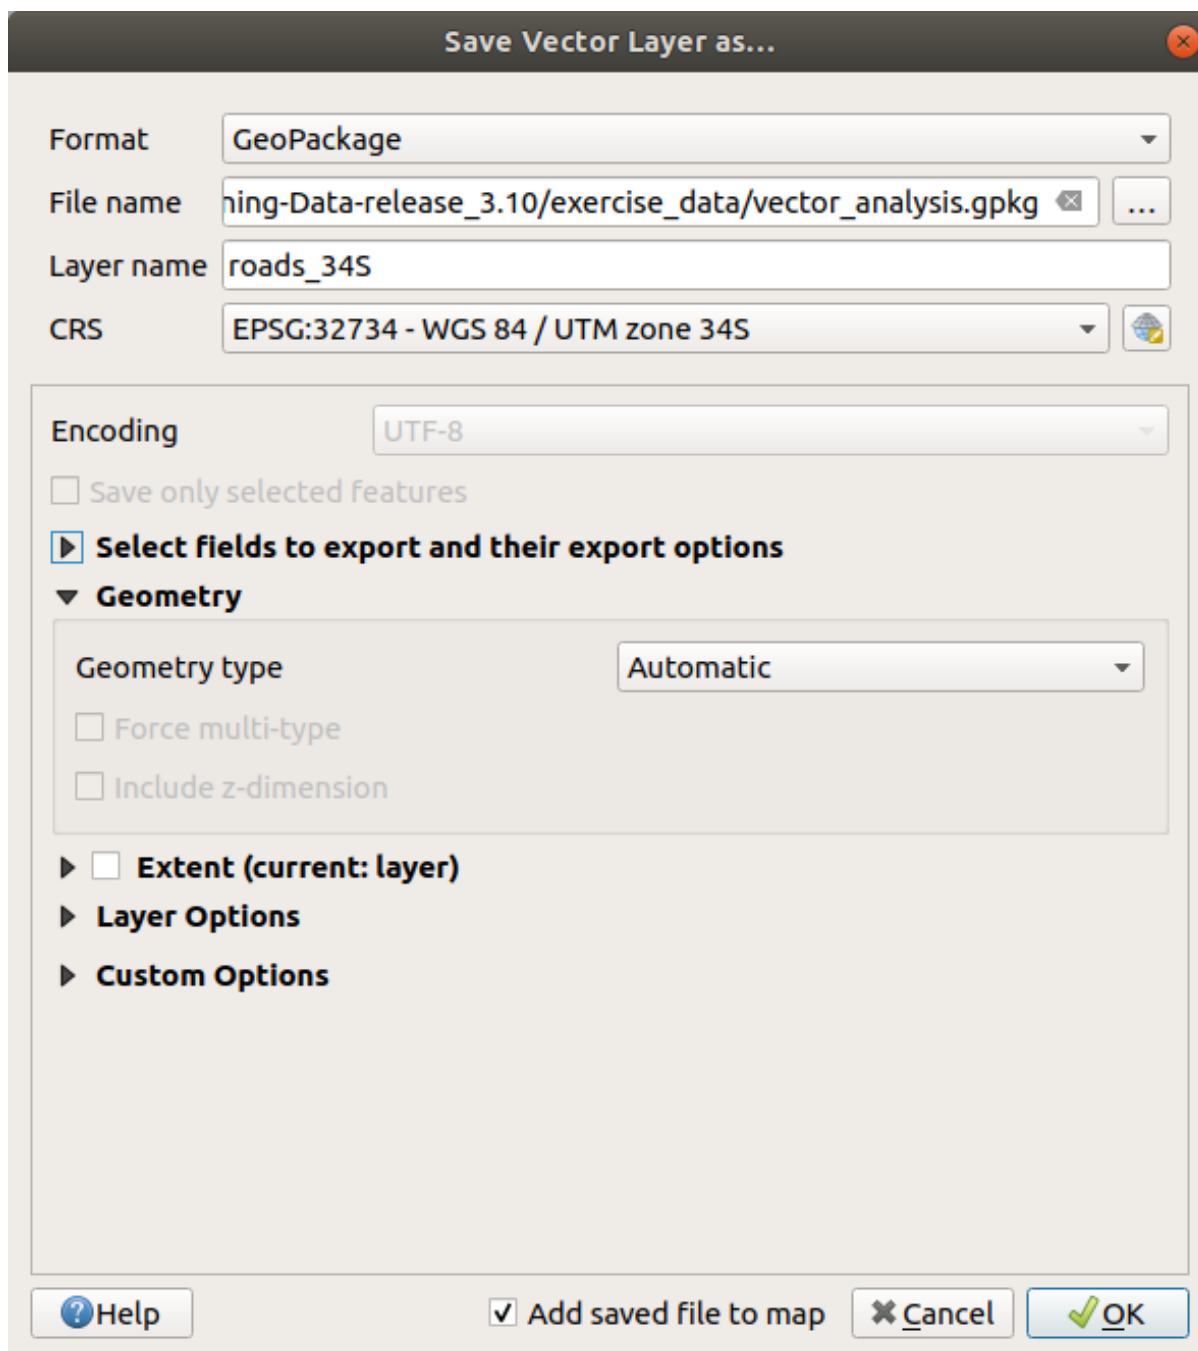 Save Vector Layer as...
Format GeoPackage
File name ning-Data-release_3.10/exercise_data/vector_analysis.gpkg ...
Layer name roads_34S
CRS EPSG:32734 - WGS 84 / UTM zone 34S
Encoding UTF-8
Save only selected features
Select fields to export and their export options
Geometry
Geometry type Automatic
Force multi-type
Include z-dimension
Extent (current: layer)
Layer Options
Custom Options
Help Add saved file to map Cancel OK